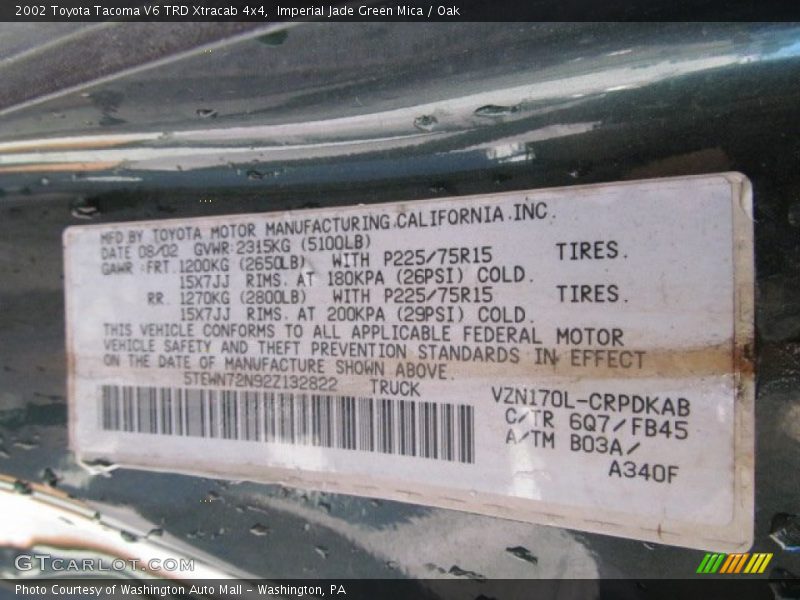 2002 Toyota Tacoma V6 TRD Xtracab 4x4,  Imperial Jade Green Mica / Oak
MFD BY TOYOTA MOTOR MANUFACTURING.CALIFORNIA.INC.
DATE 08/02  GVWR:2315KG (5100LB)
GAWR :FRT.1200KG (2650LB)  WITH P225/75R15  TIRES.
15X7JJ  RIMS. AT 180KPA (26PSI) COLD.
RR. 1270KG (2800LB)  WITH P225/75R15  TIRES.
15X7JJ  RIMS. AT 200KPA (29PSI) COLD.
THIS VEHICLE CONFORMS TO ALL APPLICABLE FEDERAL MOTOR
VEHICLE SAFETY AND THEFT PREVENTION STANDARDS IN EFFECT
ON THE DATE OF MANUFACTURE SHOWN ABOVE.
5TEWN72N92Z132822  TRUCK
VZN170L-CRPDKAB
C/TR 6Q7/FB45
A/TM B03A/
A340F
GTCARLOT.COM
Photo Courtesy of Washington Auto Mall - Washington, PA